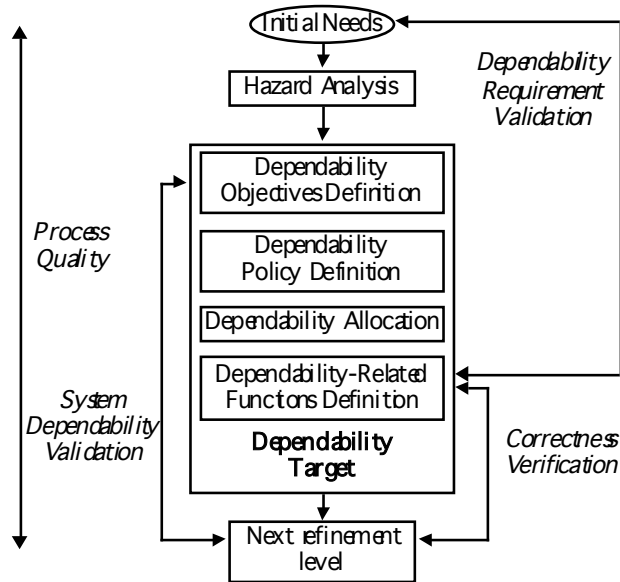 Initial Needs
Dependability
Requirement
Validation
Hazard Analysis
Dependability
Objectives Definition
Process
Quality
Dependability
Policy Definition
Dependability Allocation
Dependability-Related
Functions Definition
System
Dependability
Validation
Dependability
Target
Correctness
Verification
Next refinement
level